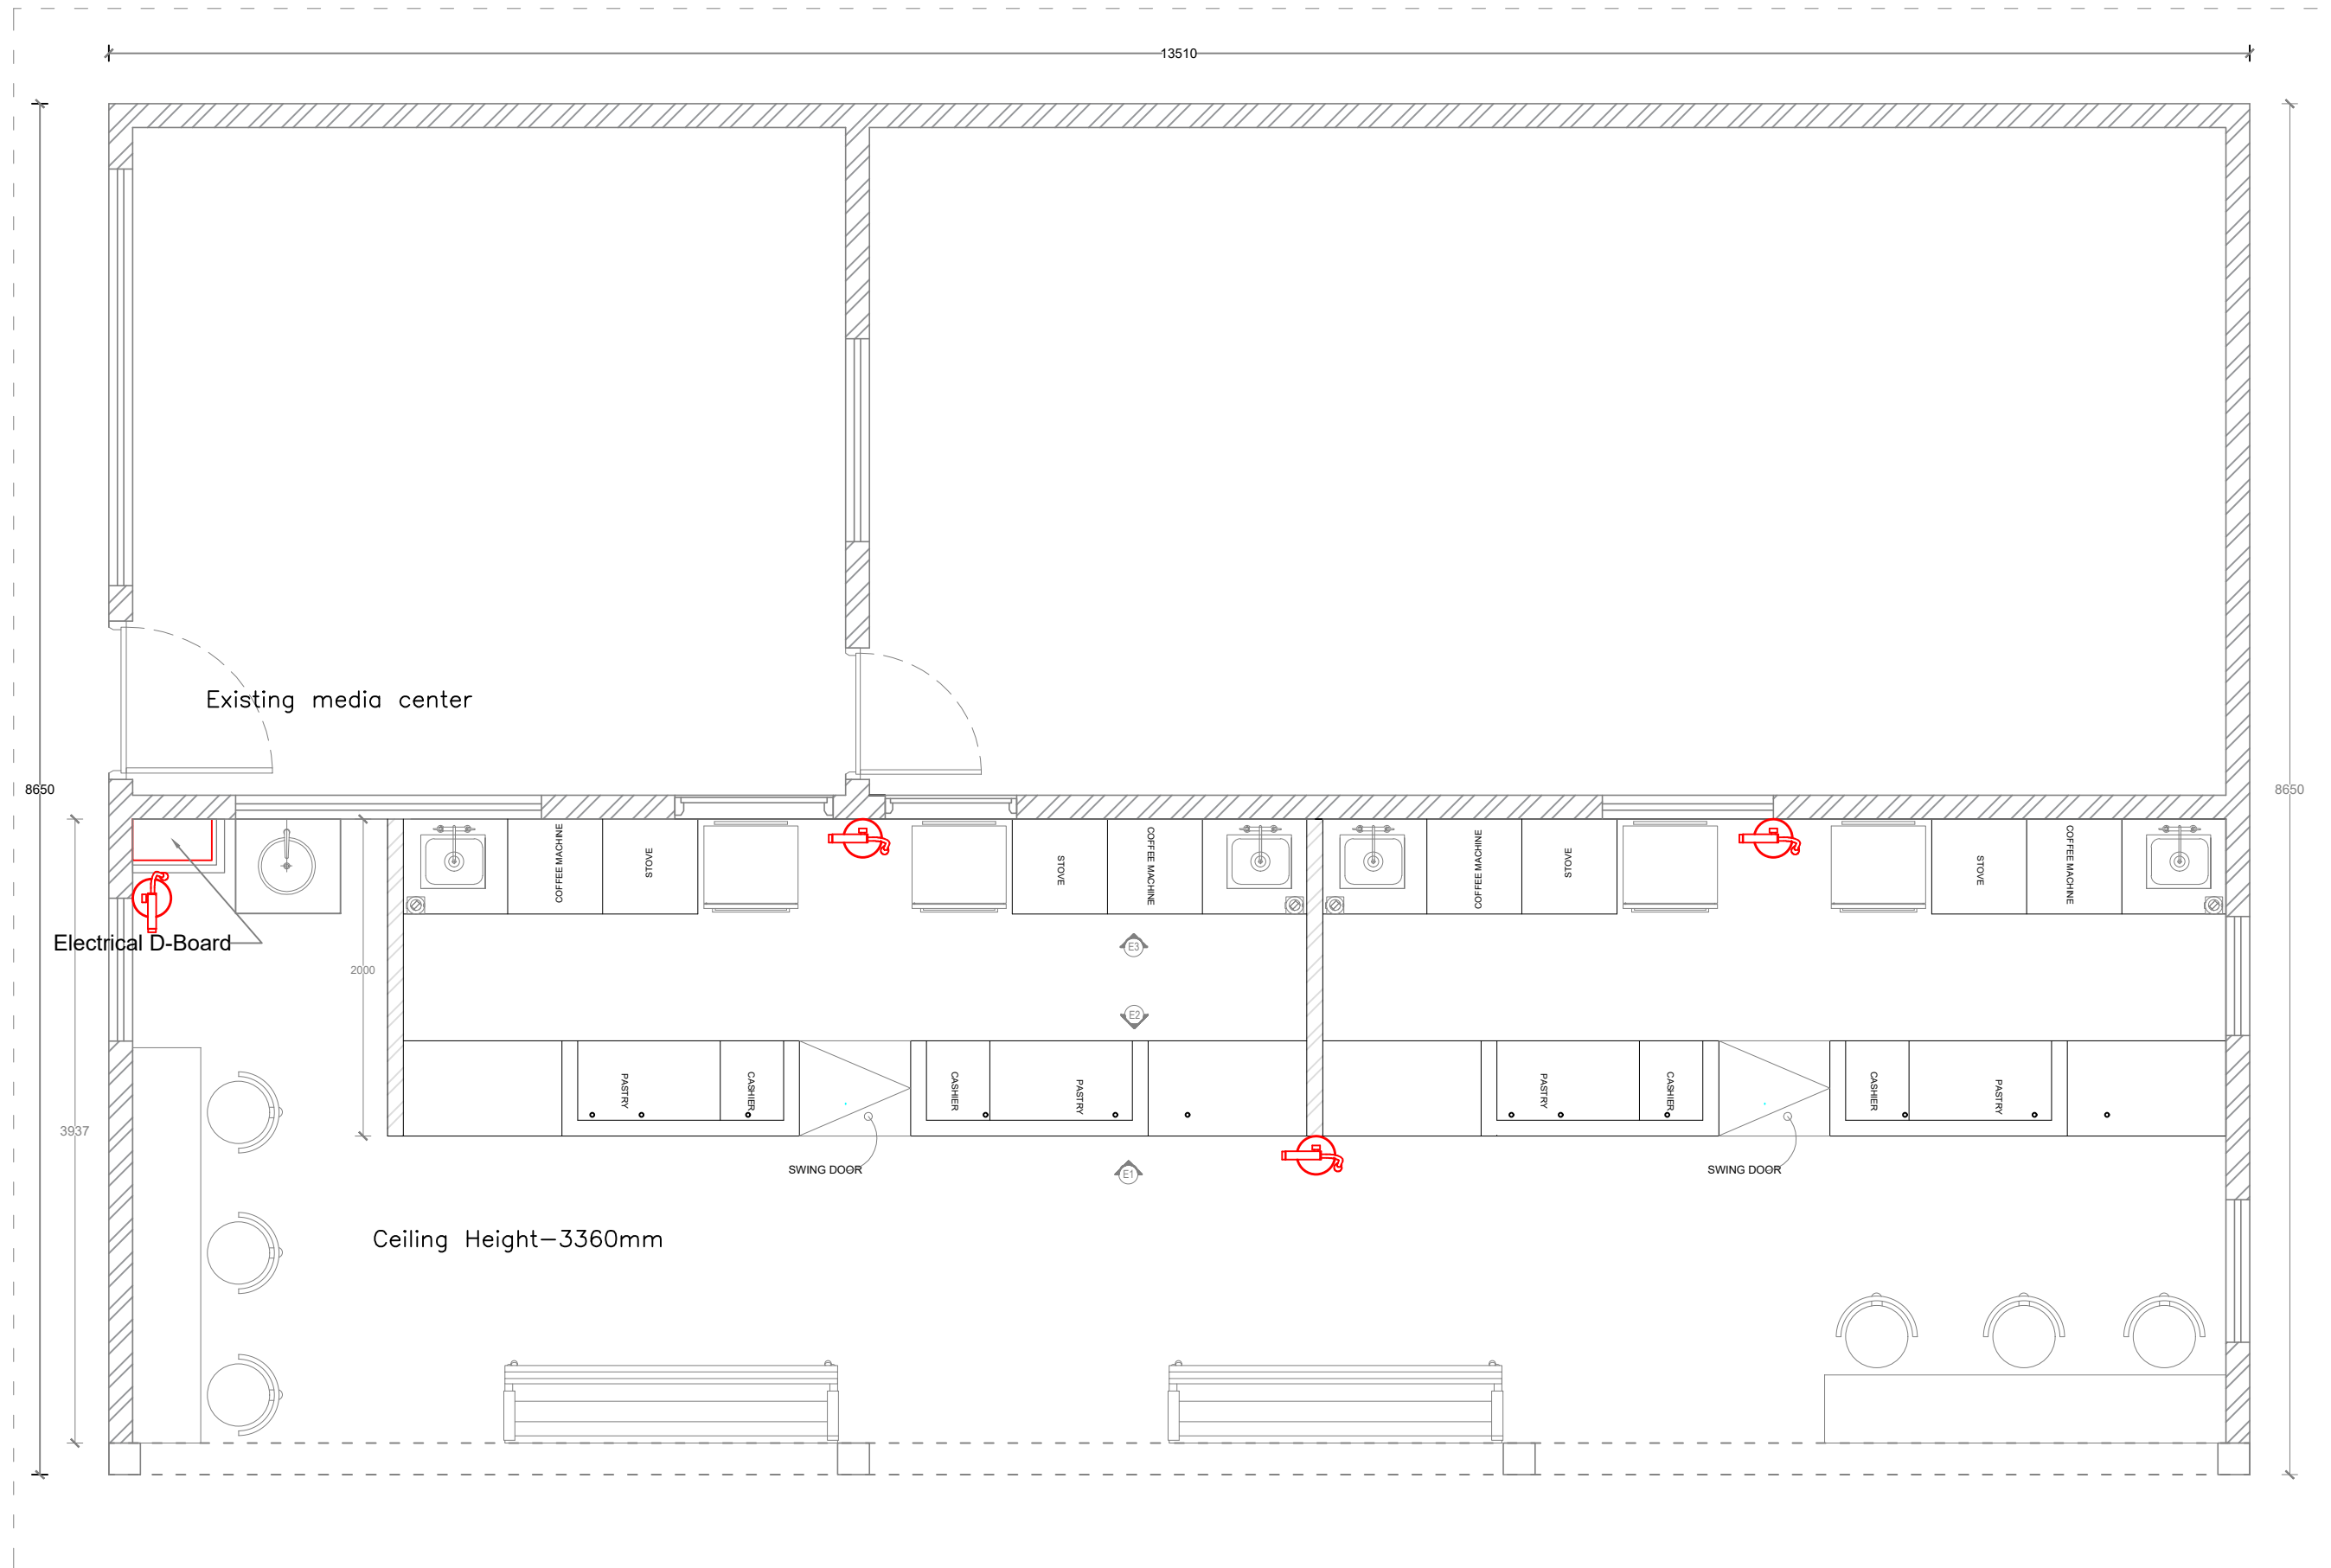 13510
Existing media center
8650
8650
COFFEE MACHINE
STOVE
STOVE
COFFEE MACHINE
COFFEE MACHINE
STOVE
STOVE
COFFEE MACHINE
Electrical D-Board
E3
2000
E2
PASTRY
CASHIER
CASHIER
PASTRY
PASTRY
CASHIER
CASHIER
PASTRY
3937
SWING DOOR
E1
SWING DOOR
Ceiling Height-3360mm